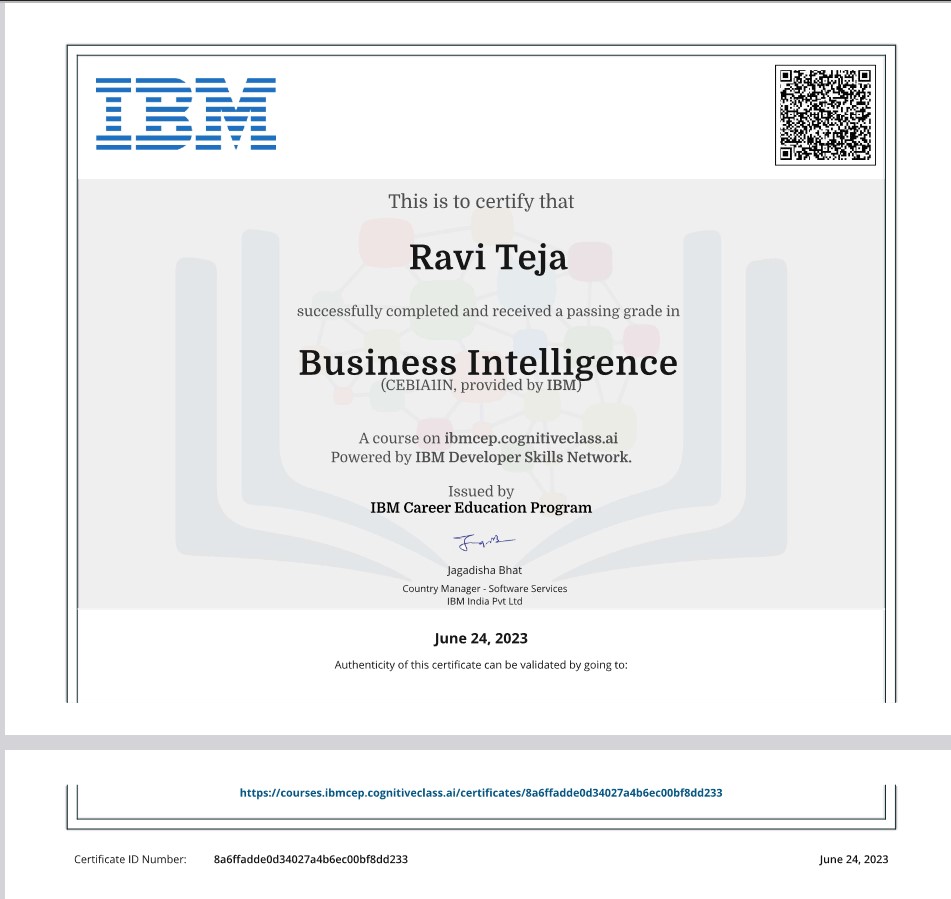 IBM
This is to certify that
Ravi Teja
successfully completed and received a passing grade in
Business Intelligence
(CEBIA1IN, provided by IBM)
A course on ibmcep.cognitiveclass.ai
Powered by IBM Developer Skills Network.
Issued by
IBM Career Education Program
Jagadisha Bhat
Country Manager - Software Services
IBM India Pvt Ltd
June 24, 2023
Authenticity of this certificate can be validated by going to:
https://courses.ibmcep.cognitiveclass.ai/certificates/8a6ffadde0d34027a4b6ec00bf8dd233
Certificate ID Number: 8a6ffadde0d34027a4b6ec00bf8dd233 June 24, 2023